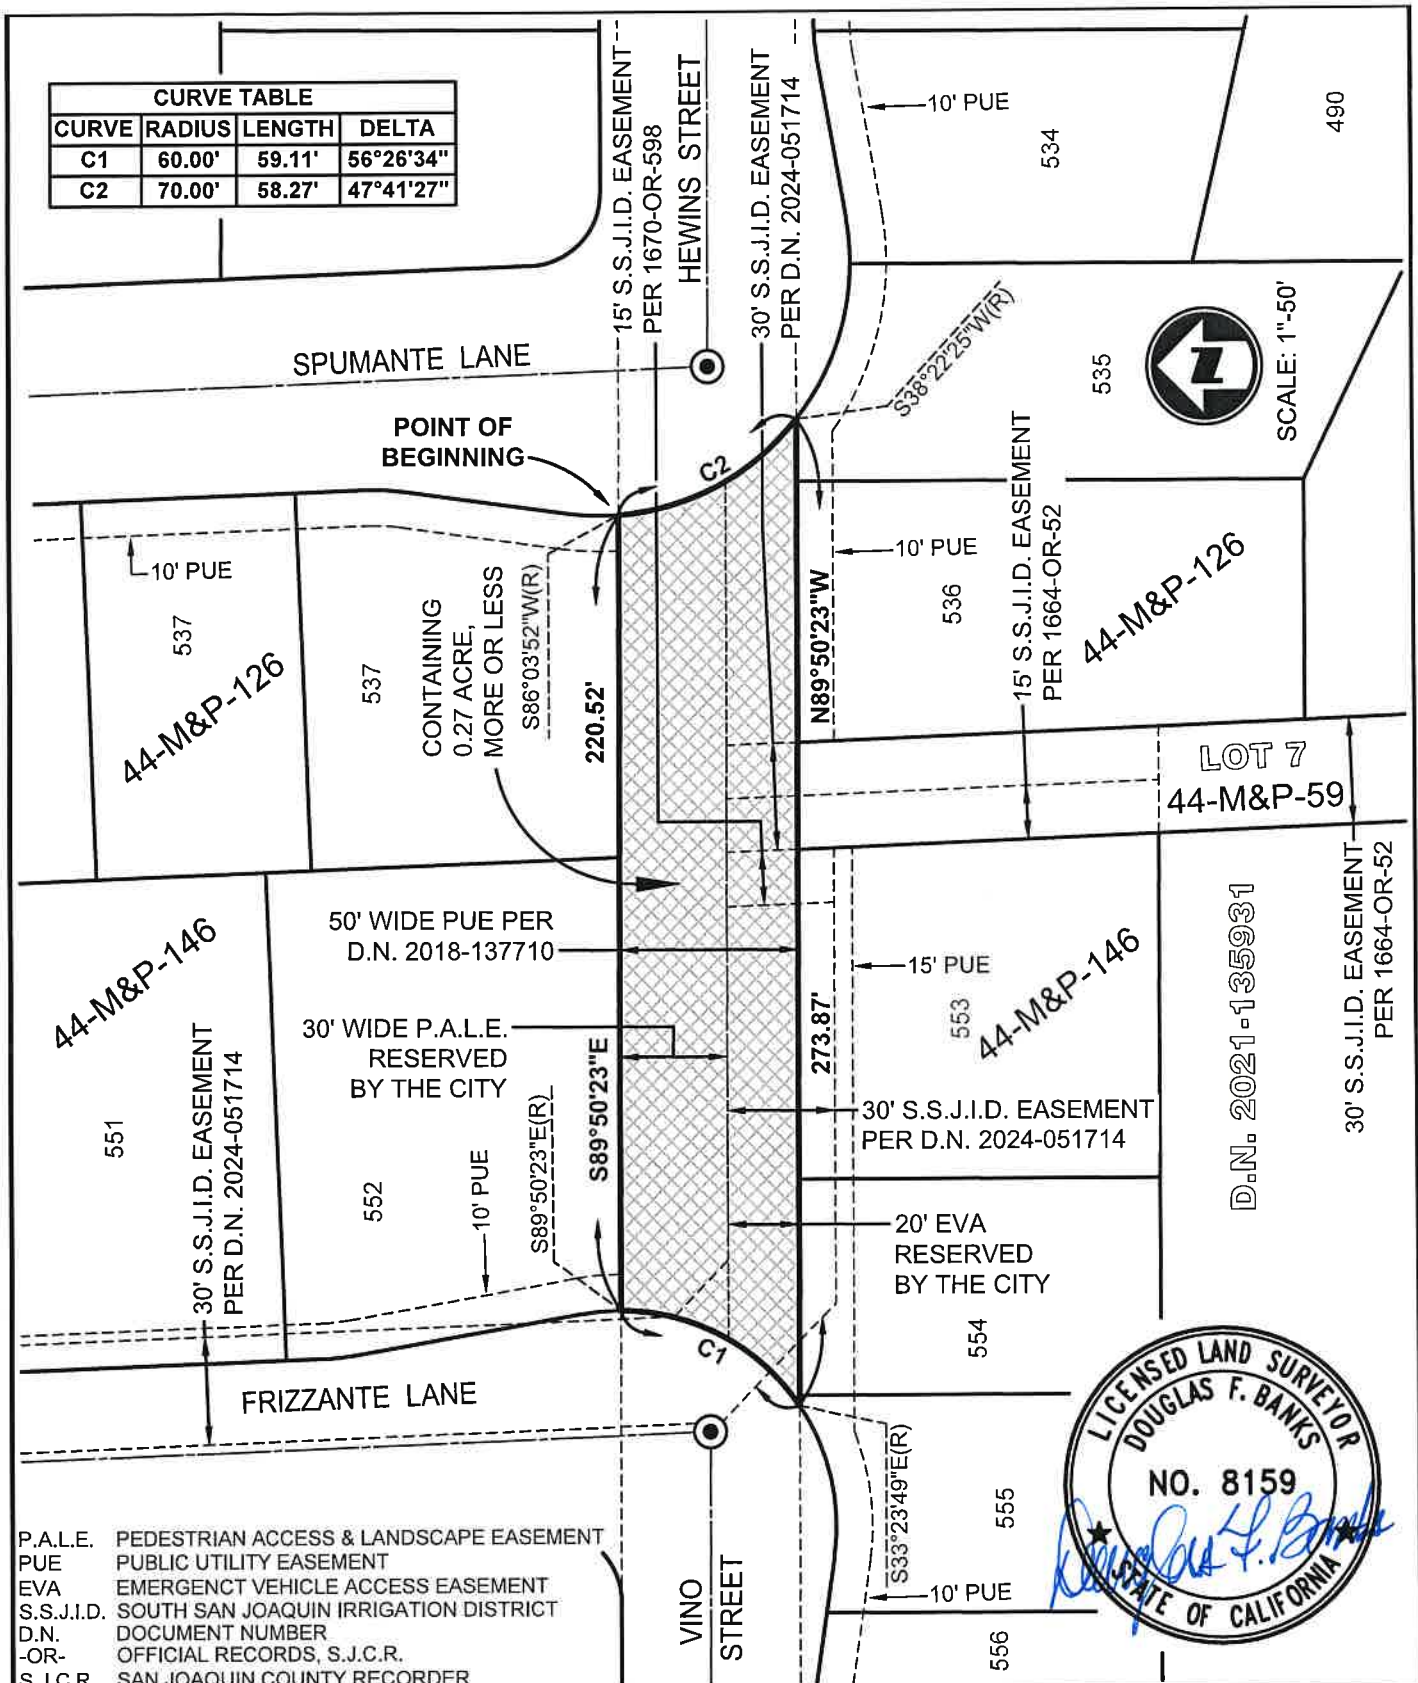 CURVE TABLE
CURVE RADIUS LENGTH DELTA
C1 60.00' 59.11' 56°26'34"
C2 70.00' 58.27' 47°41'27"
15' S.S.J.I.D. EASEMENT
PER 1670-OR-598
HEWINS STREET
30' S.S.J.I.D. EASEMENT
PER D.N. 2024-051714
10' PUE
534
490
SPUMANTE LANE
S38°22'25"W(R)
535
SCALE: 1"-50'
POINT OF
BEGINNING
C2
10' PUE
537
44-M&P-126
537
CONTAINING
0.27 ACRE,
MORE OR LESS
S86°03'52"W(R)
220.52'
N89°50'23"W
10' PUE
536
15' S.S.J.I.D. EASEMENT
PER 1664-OR-52
44-M&P-126
LOT 7
44-M&P-59
44-M&P-146
50' WIDE PUE PER
D.N. 2018-137710
15' PUE
553
44-M&P-146
D.N. 2021-135931
30' S.S.J.I.D. EASEMENT
PER 1664-OR-52
30' WIDE P.A.L.E.
RESERVED
BY THE CITY
S89°50'23"E
273.87'
551
30' S.S.J.I.D. EASEMENT
PER D.N. 2024-051714
552
10' PUE
S89°50'23"E(R)
30' S.S.J.I.D. EASEMENT
PER D.N. 2024-051714
20' EVA
RESERVED
BY THE CITY
554
C1
FRIZZANTE LANE
S33°23'49"E(R)
555
10' PUE
556
VINO
STREET
LICENSED LAND SURVEYOR
DOUGLAS F. BANKS
NO. 8159
Douglas F. Banks
STATE OF CALIFORNIA
P.A.L.E. PEDESTRIAN ACCESS & LANDSCAPE EASEMENT
PUE PUBLIC UTILITY EASEMENT
EVA EMERGENCT VEHICLE ACCESS EASEMENT
S.S.J.I.D. SOUTH SAN JOAQUIN IRRIGATION DISTRICT
D.N. DOCUMENT NUMBER
-OR- OFFICIAL RECORDS, S.J.C.R.
S.J.C.R. SAN JOAQUIN COUNTY RECORDER